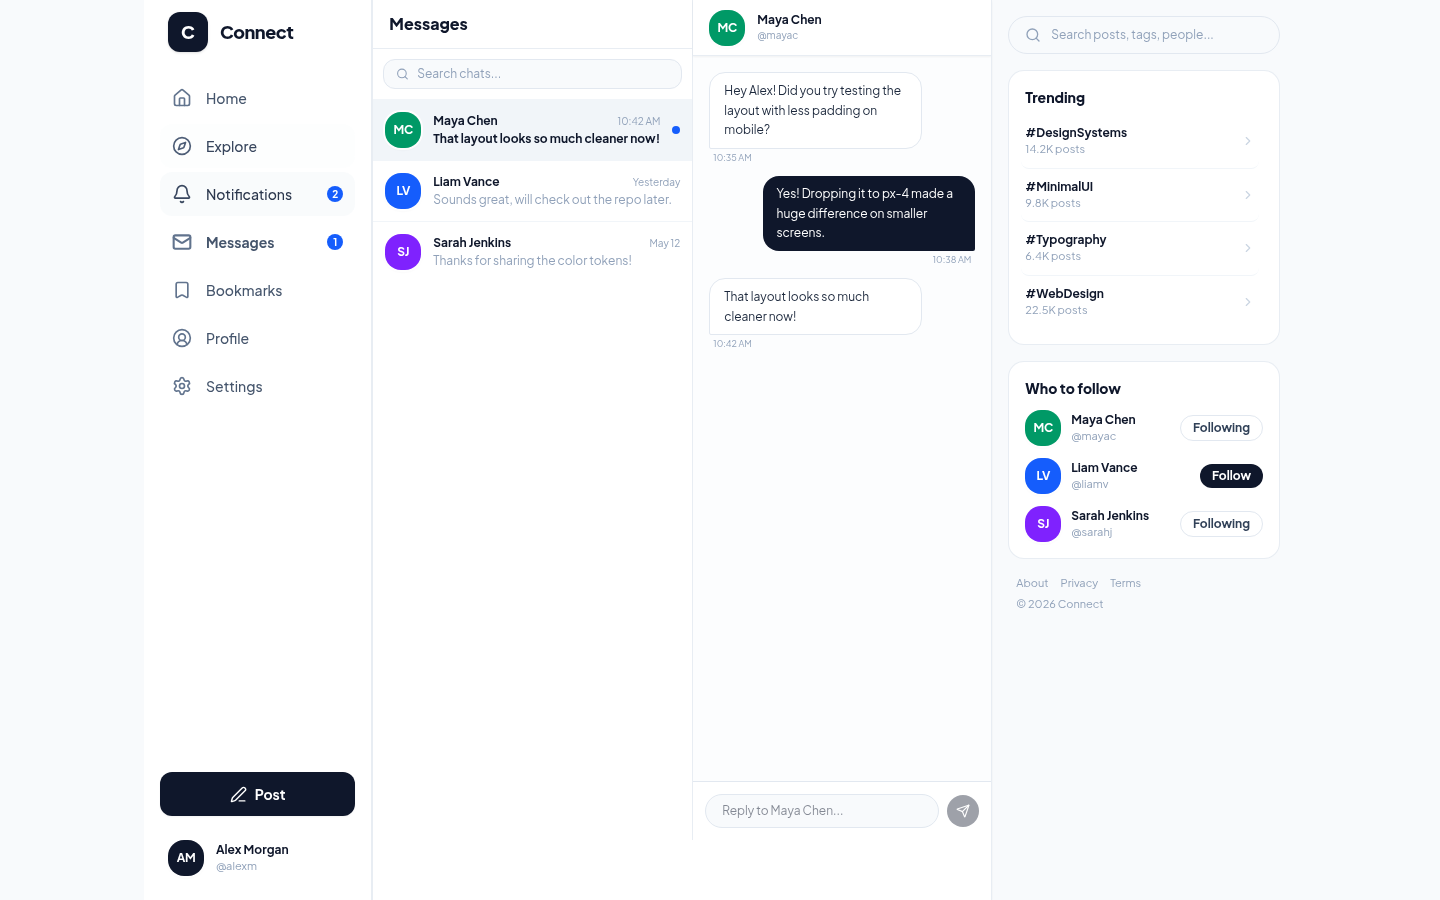 C Connect
Home
Explore
Notifications 2
Messages 1
Bookmarks
Profile
Settings
Post
AM Alex Morgan
@alexm
Messages
Search chats...
MC Maya Chen 10:42 AM
That layout looks so much cleaner now!
LV Liam Vance Yesterday
Sounds great, will check out the repo later.
SJ Sarah Jenkins May 12
Thanks for sharing the color tokens!
MC Maya Chen
@mayac
Hey Alex! Did you try testing the
layout with less padding on
mobile?
10:35 AM
Yes! Dropping it to px-4 made a
huge difference on smaller
screens.
10:38 AM
That layout looks so much
cleaner now!
10:42 AM
Reply to Maya Chen...
Search posts, tags, people...
Trending
#DesignSystems
14.2K posts
#MinimalUI
9.8K posts
#Typography
6.4K posts
#WebDesign
22.5K posts
Who to follow
MC Maya Chen Following
@mayac
LV Liam Vance Follow
@liamv
SJ Sarah Jenkins Following
@sarahj
About Privacy Terms
© 2026 Connect